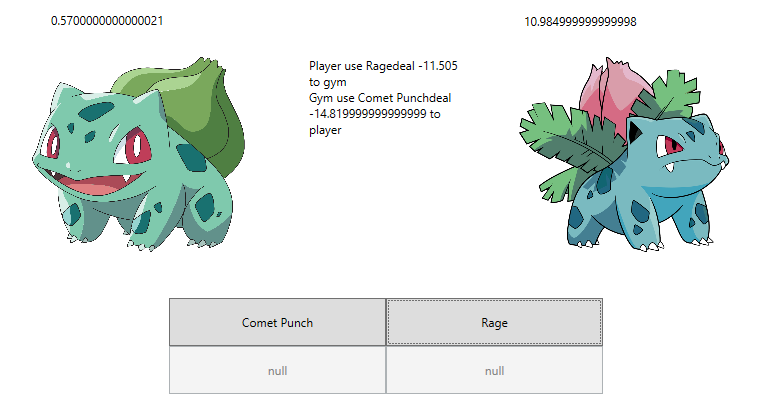 0.5700000000000021
10.984999999999998
Player use Ragedeal -11.505
to gym
Gym use Comet Punchdeal
-14.819999999999999 to
player
Comet Punch
Rage
null
null